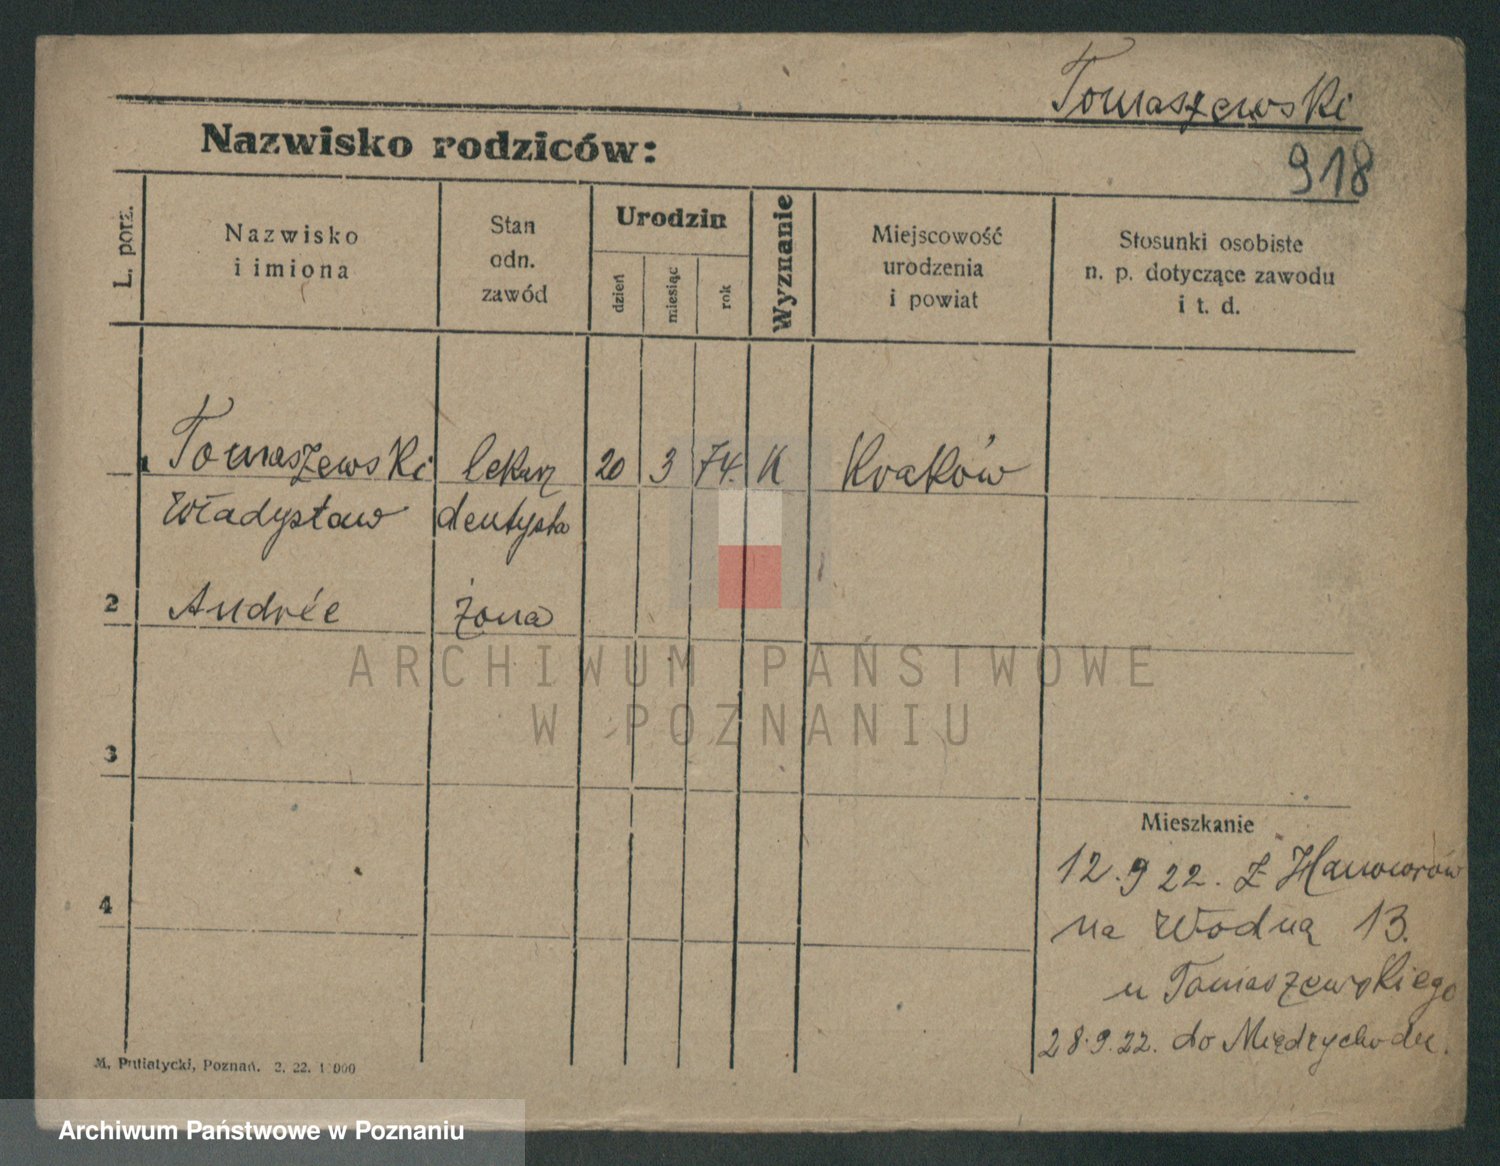 Tomaszewski
Nazwisko rodziców:
918
L. porz.
Nazwisko
i imiona
Stan
odn.
zawód
Urodzin
dzień
miesiąc
rok
Wyznanie
Miejscowość
urodzenia
i powiat
Stosunki osobiste
n. p. dotyczące zawodu
i t. d.
Tomaszewski lekarz 20 3 74. K Kraków
Władysław dentysta
2 Andrée żona
ARCHIWUM PAŃSTWOWE
W POZNANIU
3
Mieszkanie
12.9 22. z Hanowerów
4
na Wodną 13.
u Tomaszewskiego
28.9.22. do Międzychodu.
M. Putiatycki, Poznań. 2. 22. 1 000
Archiwum Państwowe w Poznaniu